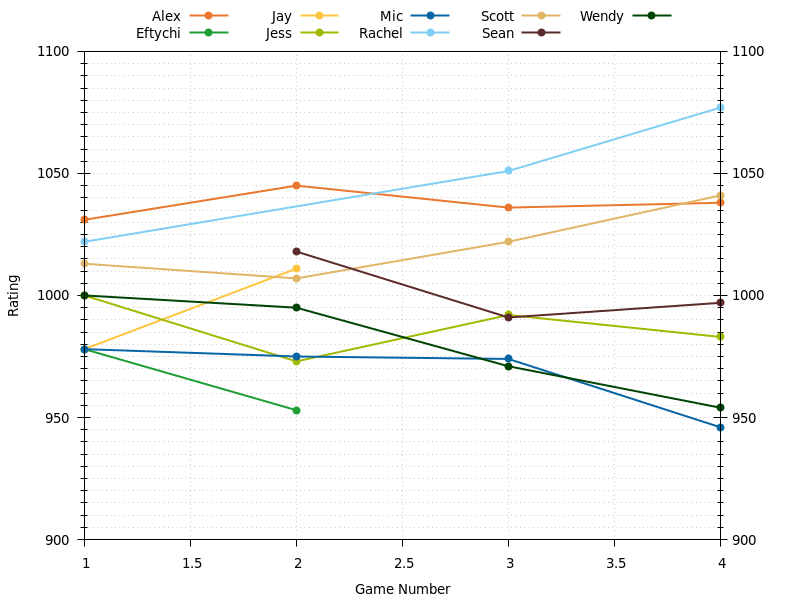 Alex Jay Mic Scott Wendy
Eftychi Jess Rachel Sean
1100 1100
1050 1050
1000 1000
Rating
950 950
900 900
1 1.5 2 2.5 3 3.5 4
Game Number